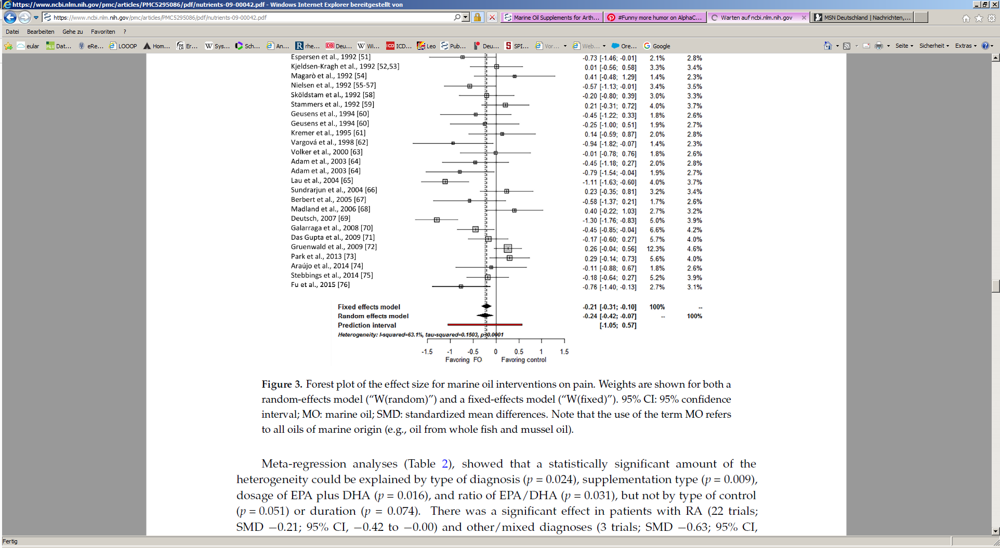 https://www.ncbi.nlm.nih.gov/pmc/articles/PMC5295086/pdf/nutrients-09-00042.pdf - Windows Internet Explorer bereitgestellt von
https://www.ncbi.nlm.nih.gov/pmc/articles/PMC5295086/pdf/nutrients-09-00042.pdf Marine Oil Supplements for Arth... #Funny more humor on AlphaC... Warten auf ncbi.nlm.nih.gov MSN Deutschland | Nachrichten,...
Datei Bearbeiten Gehe zu Favoriten ?
eular Dat... eRe... LOOOP Hom... Er... Sys... Sch... An... rhe... Deu... Wi... ICD... Leo Pub... Deu... SPI... Vor... Web... Ore... Google Seite Sicherheit Extras
Espersen et al., 1992 [51] -0.73 [-1.46; -0.01] 2.1% 2.8%
Kjeldsen-Kragh et al., 1992 [52,53] 0.01 [-0.56; 0.58] 3.3% 3.4%
Magarò et al., 1992 [54] 0.41 [-0.48; 1.29] 1.4% 2.3%
Nielsen et al., 1992 [55-57] -0.57 [-1.13; -0.01] 3.4% 3.5%
Sköldstam et al., 1992 [58] -0.20 [-0.80; 0.39] 3.0% 3.3%
Stammers et al., 1992 [59] 0.21 [-0.31; 0.72] 4.0% 3.7%
Geusens et al., 1994 [60] -0.45 [-1.22; 0.33] 1.8% 2.6%
Geusens et al., 1994 [60] -0.25 [-1.00; 0.51] 1.9% 2.7%
Kremer et al., 1995 [61] 0.14 [-0.59; 0.87] 2.0% 2.8%
Vargová et al., 1998 [62] -0.94 [-1.82; -0.07] 1.4% 2.3%
Volker et al., 2000 [63] -0.01 [-0.78; 0.76] 1.8% 2.6%
Adam et al., 2003 [64] -0.45 [-1.18; 0.27] 2.0% 2.8%
Adam et al., 2003 [64] -0.79 [-1.54; -0.04] 1.9% 2.7%
Lau et al., 2004 [65] -1.11 [-1.63; -0.60] 4.0% 3.7%
Sundrarjun et al., 2004 [66] 0.23 [-0.35; 0.81] 3.2% 3.4%
Berbert et al., 2005 [67] -0.58 [-1.37; 0.21] 1.7% 2.6%
Madland et al., 2006 [68] 0.40 [-0.22; 1.03] 2.7% 3.2%
Deutsch, 2007 [69] -1.30 [-1.76; -0.83] 5.0% 3.9%
Galarraga et al., 2008 [70] -0.45 [-0.85; -0.04] 6.6% 4.2%
Das Gupta et al., 2009 [71] -0.17 [-0.60; 0.27] 5.7% 4.0%
Gruenwald et al., 2009 [72] 0.26 [-0.04; 0.56] 12.3% 4.6%
Park et al., 2013 [73] 0.29 [-0.14; 0.73] 5.6% 4.0%
Araújo et al., 2014 [74] -0.11 [-0.88; 0.67] 1.8% 2.6%
Stebbings et al., 2014 [75] -0.18 [-0.64; 0.27] 5.2% 3.9%
Fu et al., 2015 [76] -0.76 [-1.40; -0.13] 2.7% 3.1%
Fixed effects model -0.21 [-0.31; -0.10] 100% --
Random effects model -0.24 [-0.42; -0.07] -- 100%
Prediction interval [-1.05; 0.57]
Heterogeneity: I-squared=63.1%, tau-squared=0.1503, p<0.0001
-1.5 -1 -0.5 0 0.5 1 1.5
Favoring FO Favoring control
Figure 3. Forest plot of the effect size for marine oil interventions on pain. Weights are shown for both a
random-effects model (“W(random)”) and a fixed-effects model (“W(fixed)”). 95% CI: 95% confidence
interval; MO: marine oil; SMD: standardized mean differences. Note that the use of the term MO refers
to all oils of marine origin (e.g., oil from whole fish and mussel oil).
Meta-regression analyses (Table 2), showed that a statistically significant amount of the
heterogeneity could be explained by type of diagnosis (p = 0.024), supplementation type (p = 0.009),
dosage of EPA plus DHA (p = 0.016), and ratio of EPA/DHA (p = 0.031), but not by type of control
(p = 0.051) or duration (p = 0.074). There was a significant effect in patients with RA (22 trials;
SMD −0.21; 95% CI, −0.42 to −0.00) and other/mixed diagnoses (3 trials; SMD −0.63; 95% CI,
Fertig